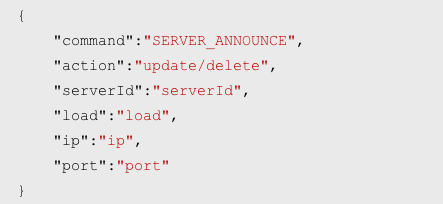 {
"command":"SERVER_ANNOUNCE",
"action":"update/delete",
"serverId":"serverId",
"load":"load",
"ip":"ip",
"port":"port"
}